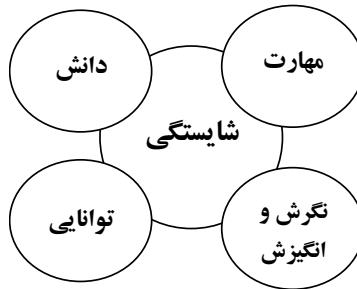 مهارت
دانش
شایستگی
نگرش و
انگیزش
توانایی